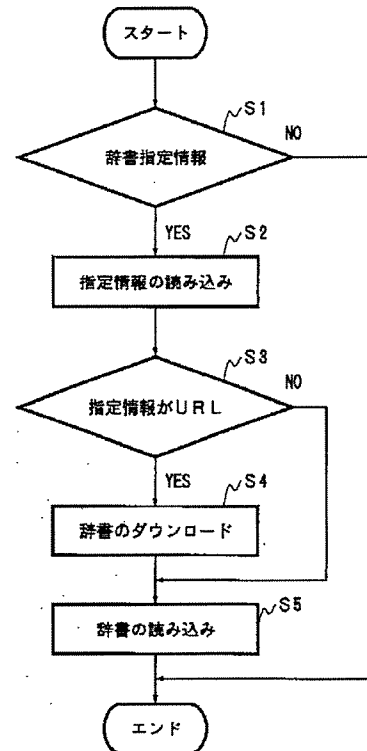 スタート
S1
辞書指定情報
NO
YES
S2
指定情報の読み込み
S3
指定情報がURL
NO
YES
S4
辞書のダウンロード
S5
辞書の読み込み
エンド